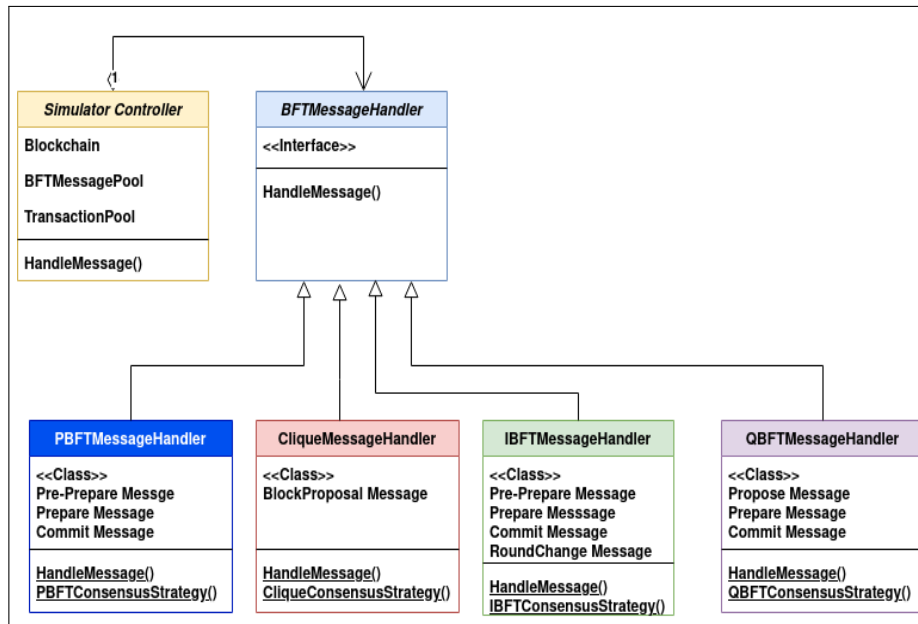 1
Simulator Controller
Blockchain
BFTMessagePool
TransactionPool
HandleMessage()
BFTMessageHandler
<<Interface>>
HandleMessage()
PBFTMessageHandler
<<Class>>
Pre-Prepare Messge
Prepare Message
Commit Message
HandleMessage()
PBFTConsensusStrategy()
CliqueMessageHandler
<<Class>>
BlockProposal Message
HandleMessage()
CliqueConsensusStrategy()
IBFTMessageHandler
<<Class>>
Pre-Prepare Message
Prepare Messsage
Commit Message
RoundChange Message
HandleMessage()
IBFTConsensusStrategy()
QBFTMessageHandler
<<Class>>
Propose Message
Prepare Message
Commit Message
HandleMessage()
QBFTConsensusStrategy()